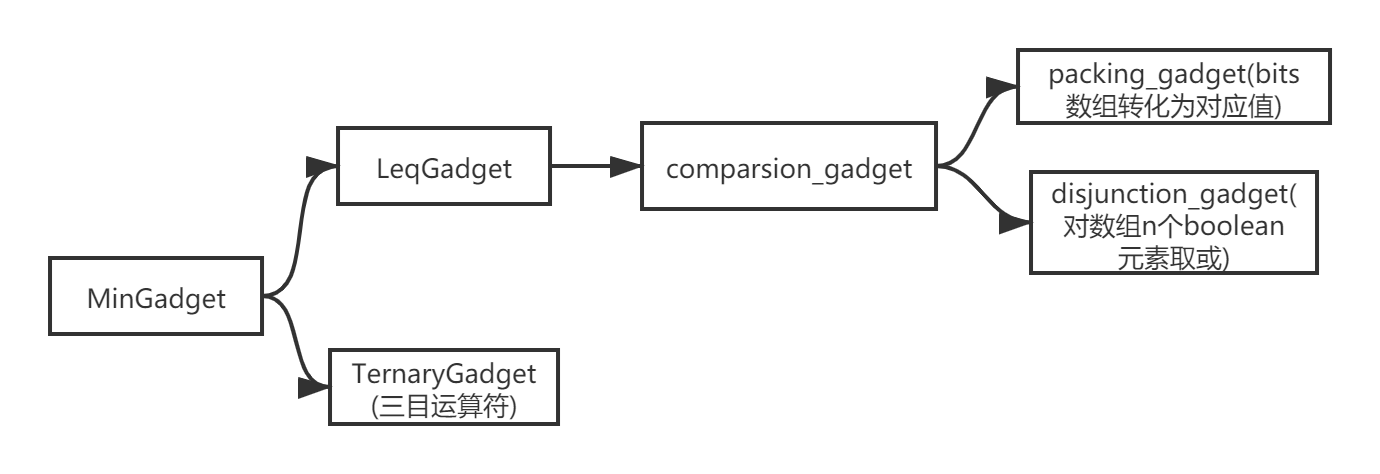 packing_gadget(bits
数组转化为对应值)
LeqGadget
comparsion_gadget
disjunction_gadget(
对数组n个boolean
元素取或)
MinGadget
TernaryGadget
(三目运算符)